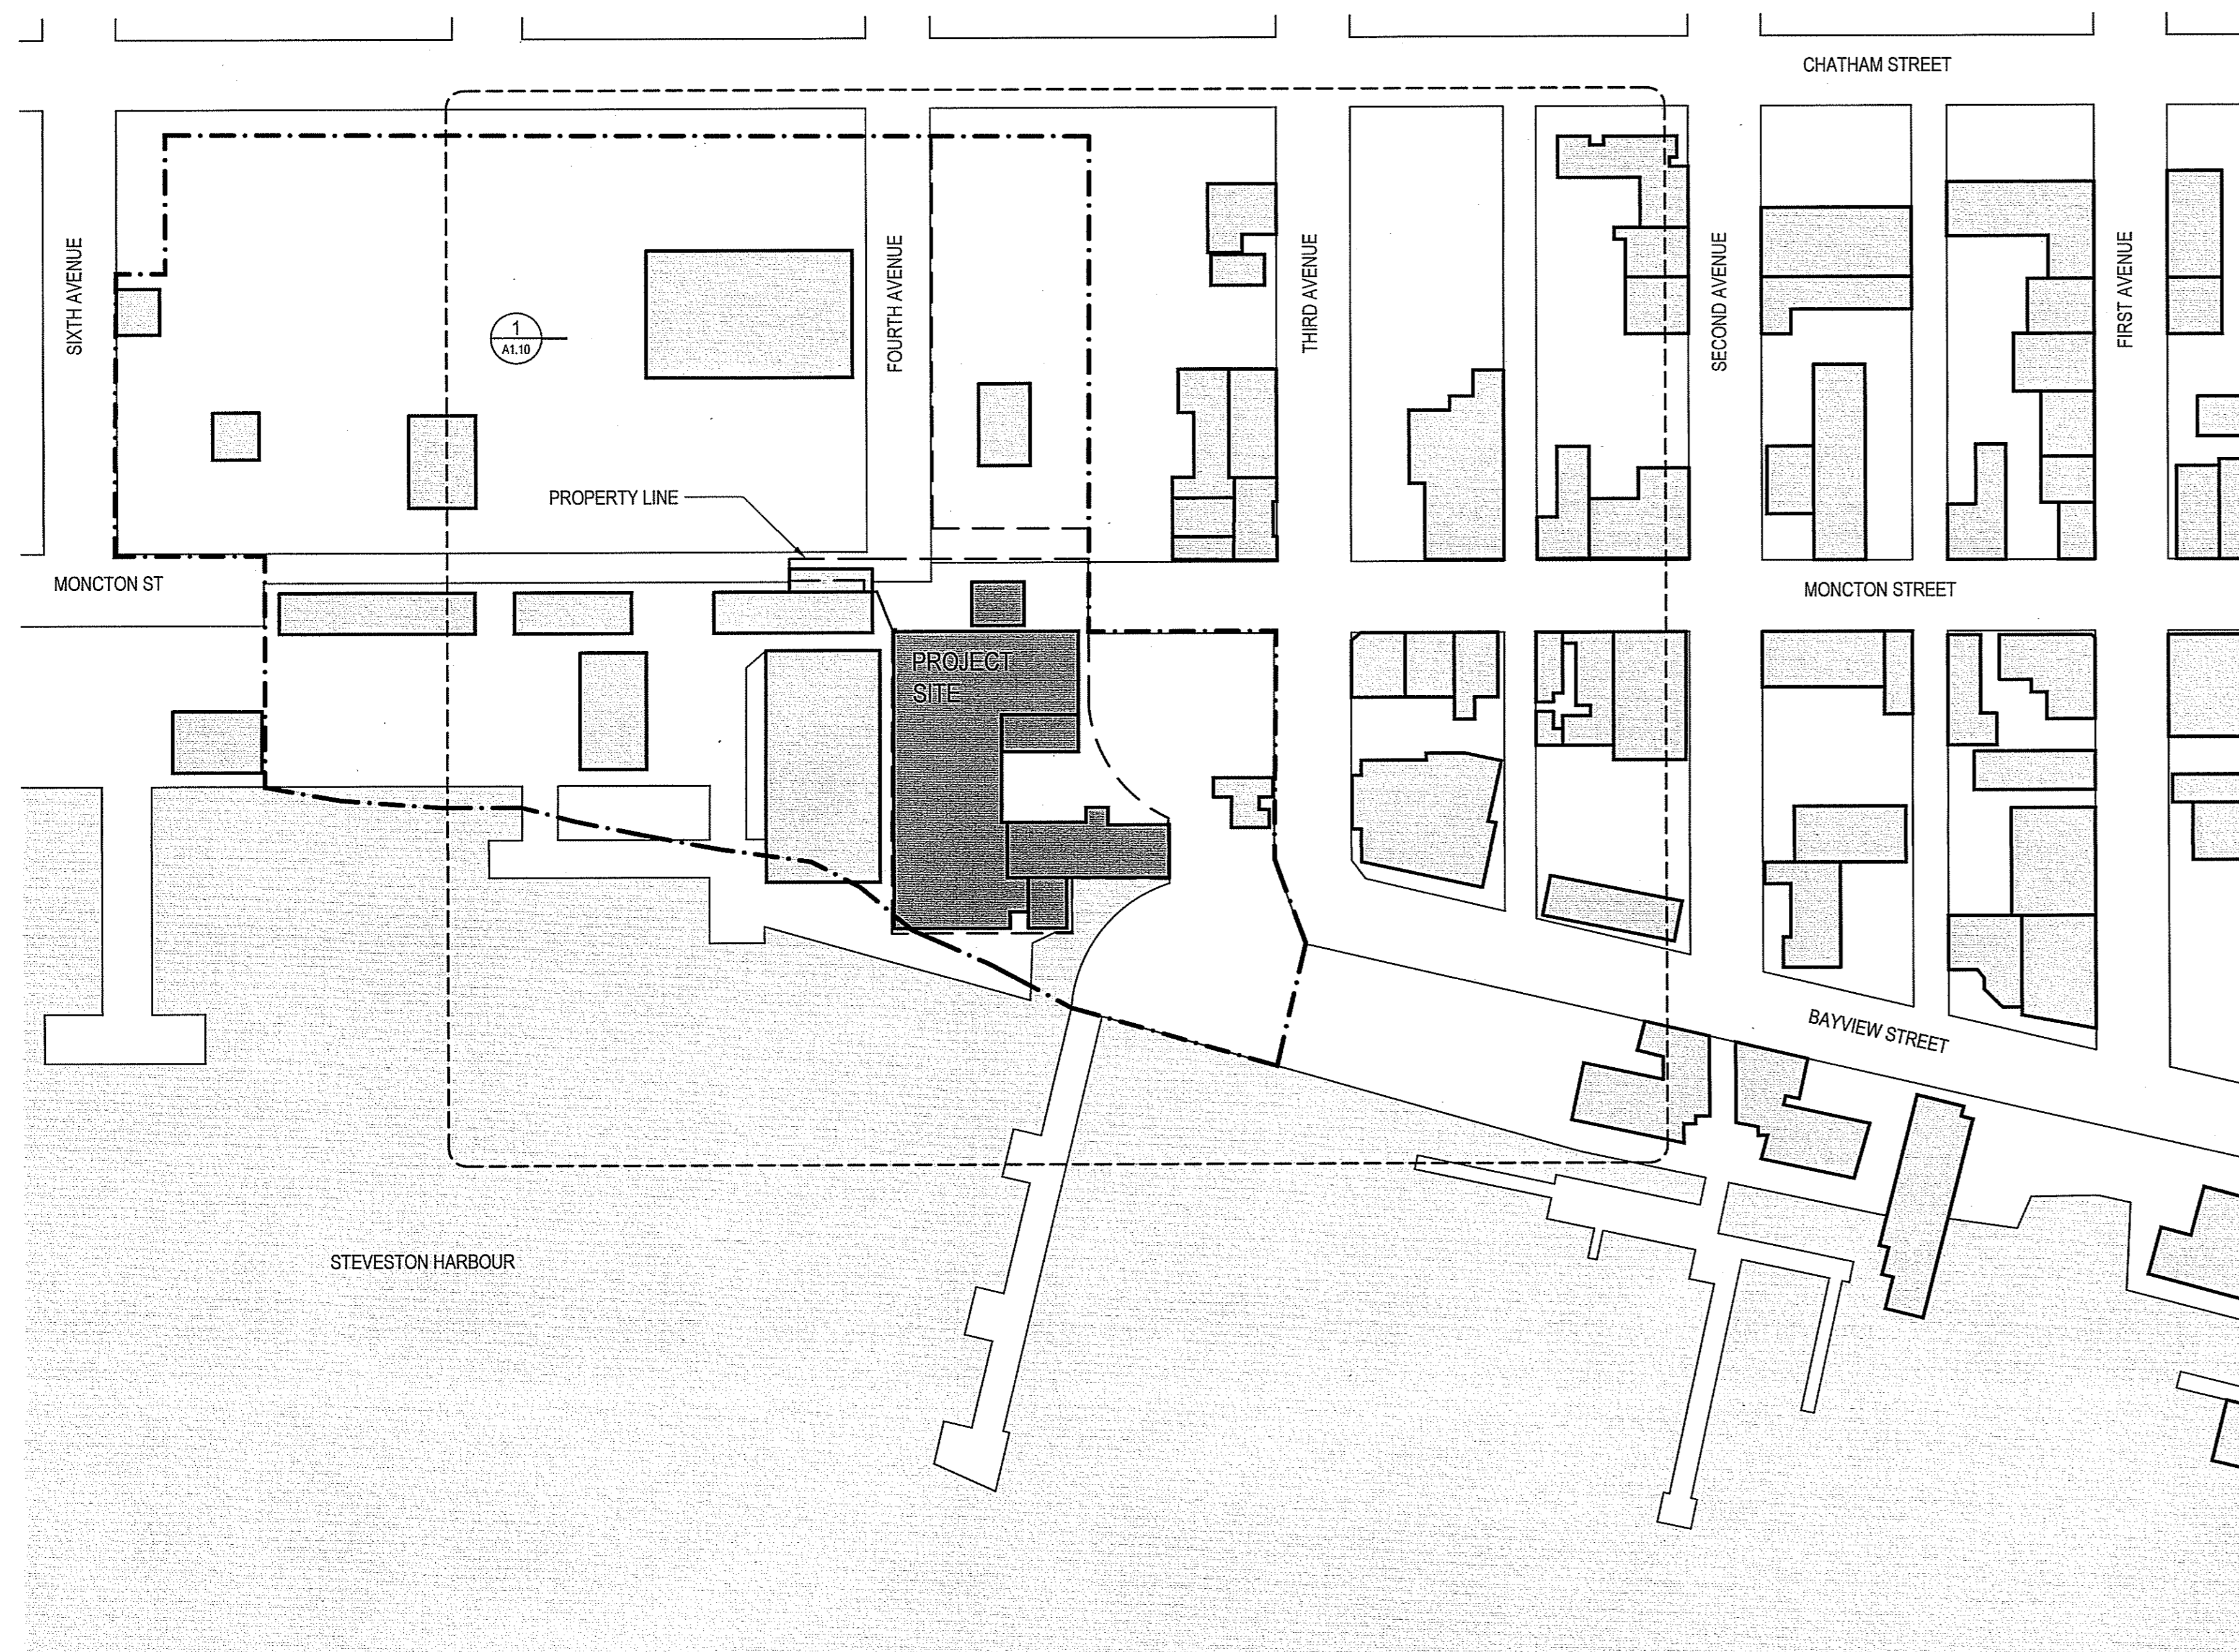 CHATHAM STREET
SIXTH AVENUE
FOURTH AVENUE
THIRD AVENUE
SECOND AVENUE
FIRST AVENUE
1
A1.10
PROPERTY LINE
MONCTON ST
MONCTON STREET
PROJECT
SITE
BAYVIEW STREET
STEVESTON HARBOUR